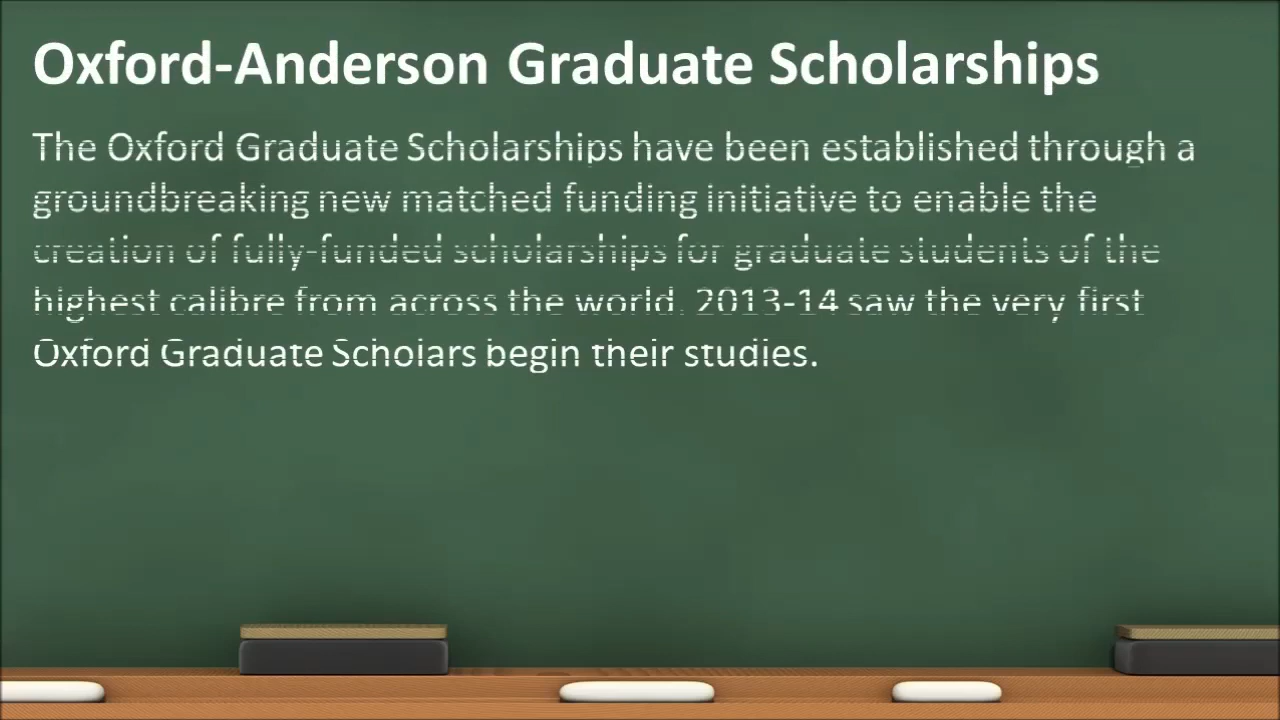 Oxford-Anderson Graduate Scholarships
The Oxford Graduate Scholarships have been established through a
groundbreaking new matched funding initiative to enable the
creation of fully-funded scholarships for graduate students of the
highest calibre from across the world. 2013-14 saw the very first
Oxford Graduate Scholars begin their studies.